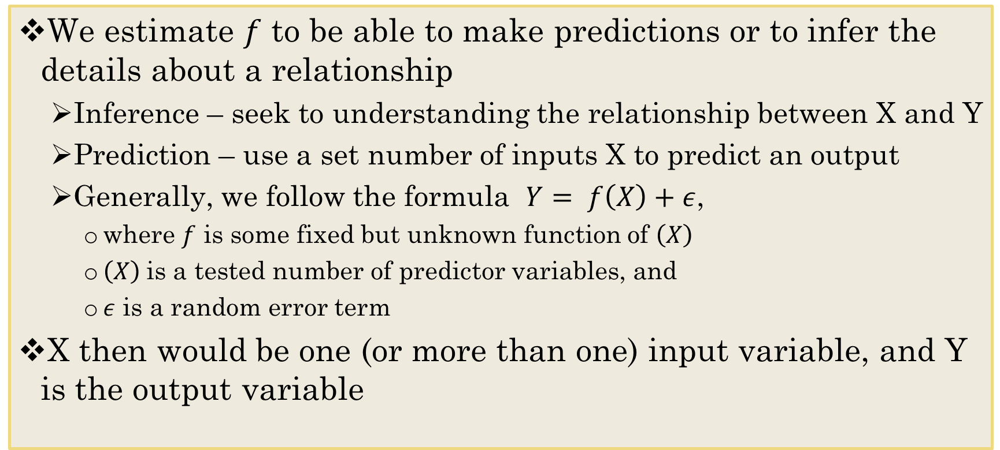 ❖We estimate 𝑓 to be able to make predictions or to infer the
details about a relationship
➢Inference – seek to understanding the relationship between X and Y
➢Prediction – use a set number of inputs X to predict an output
➢Generally, we follow the formula 𝑌 = 𝑓(𝑋) + 𝜖,
○ where 𝑓 is some fixed but unknown function of (𝑋)
○ (𝑋) is a tested number of predictor variables, and
○ 𝜖 is a random error term
❖X then would be one (or more than one) input variable, and Y
is the output variable